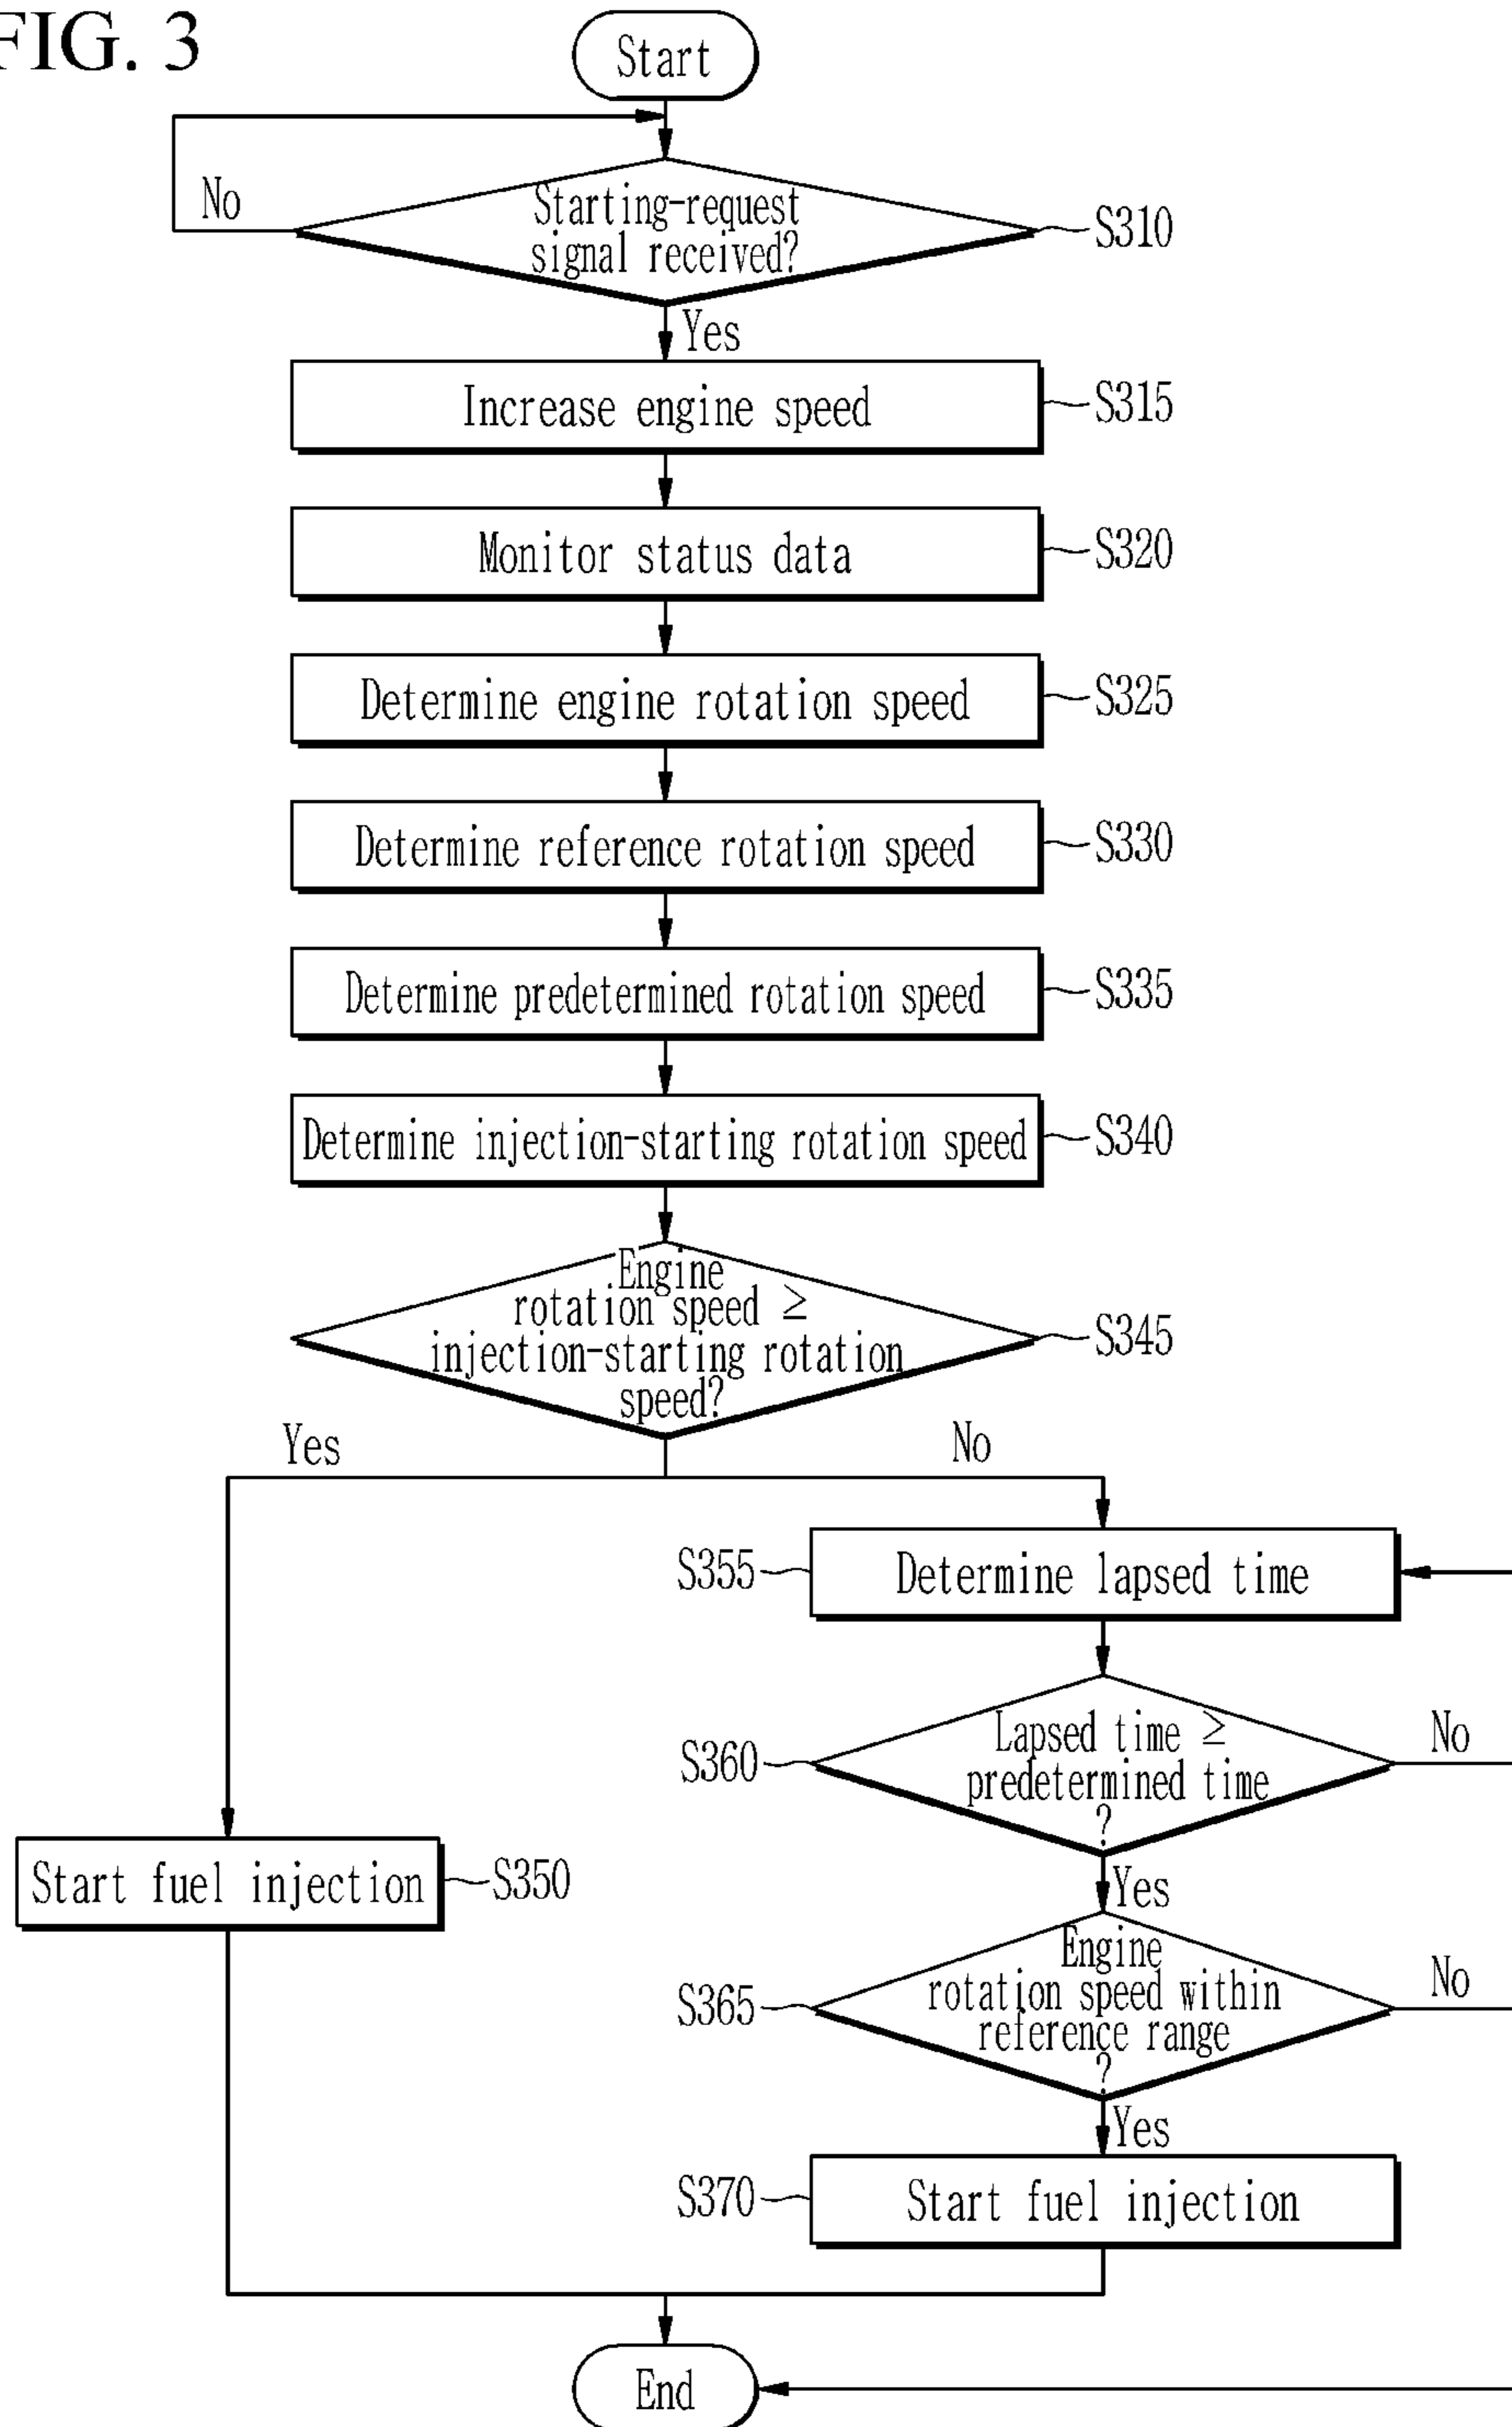 FIG. 3
Start
No
Starting-request
signal received?
S310
Yes
Increase engine speed
S315
Monitor status data
S320
Determine engine rotation speed
S325
Determine reference rotation speed
S330
Determine predetermined rotation speed
S335
Determine injection-starting rotation speed
S340
Engine
rotation speed ≥
injection-starting rotation
speed?
S345
Yes
No
S355
Determine lapsed time
S360
Lapsed time ≥
predetermined time
?
No
Yes
Start fuel injection
S350
S365
Engine
rotation speed within
reference range
?
No
Yes
S370
Start fuel injection
End